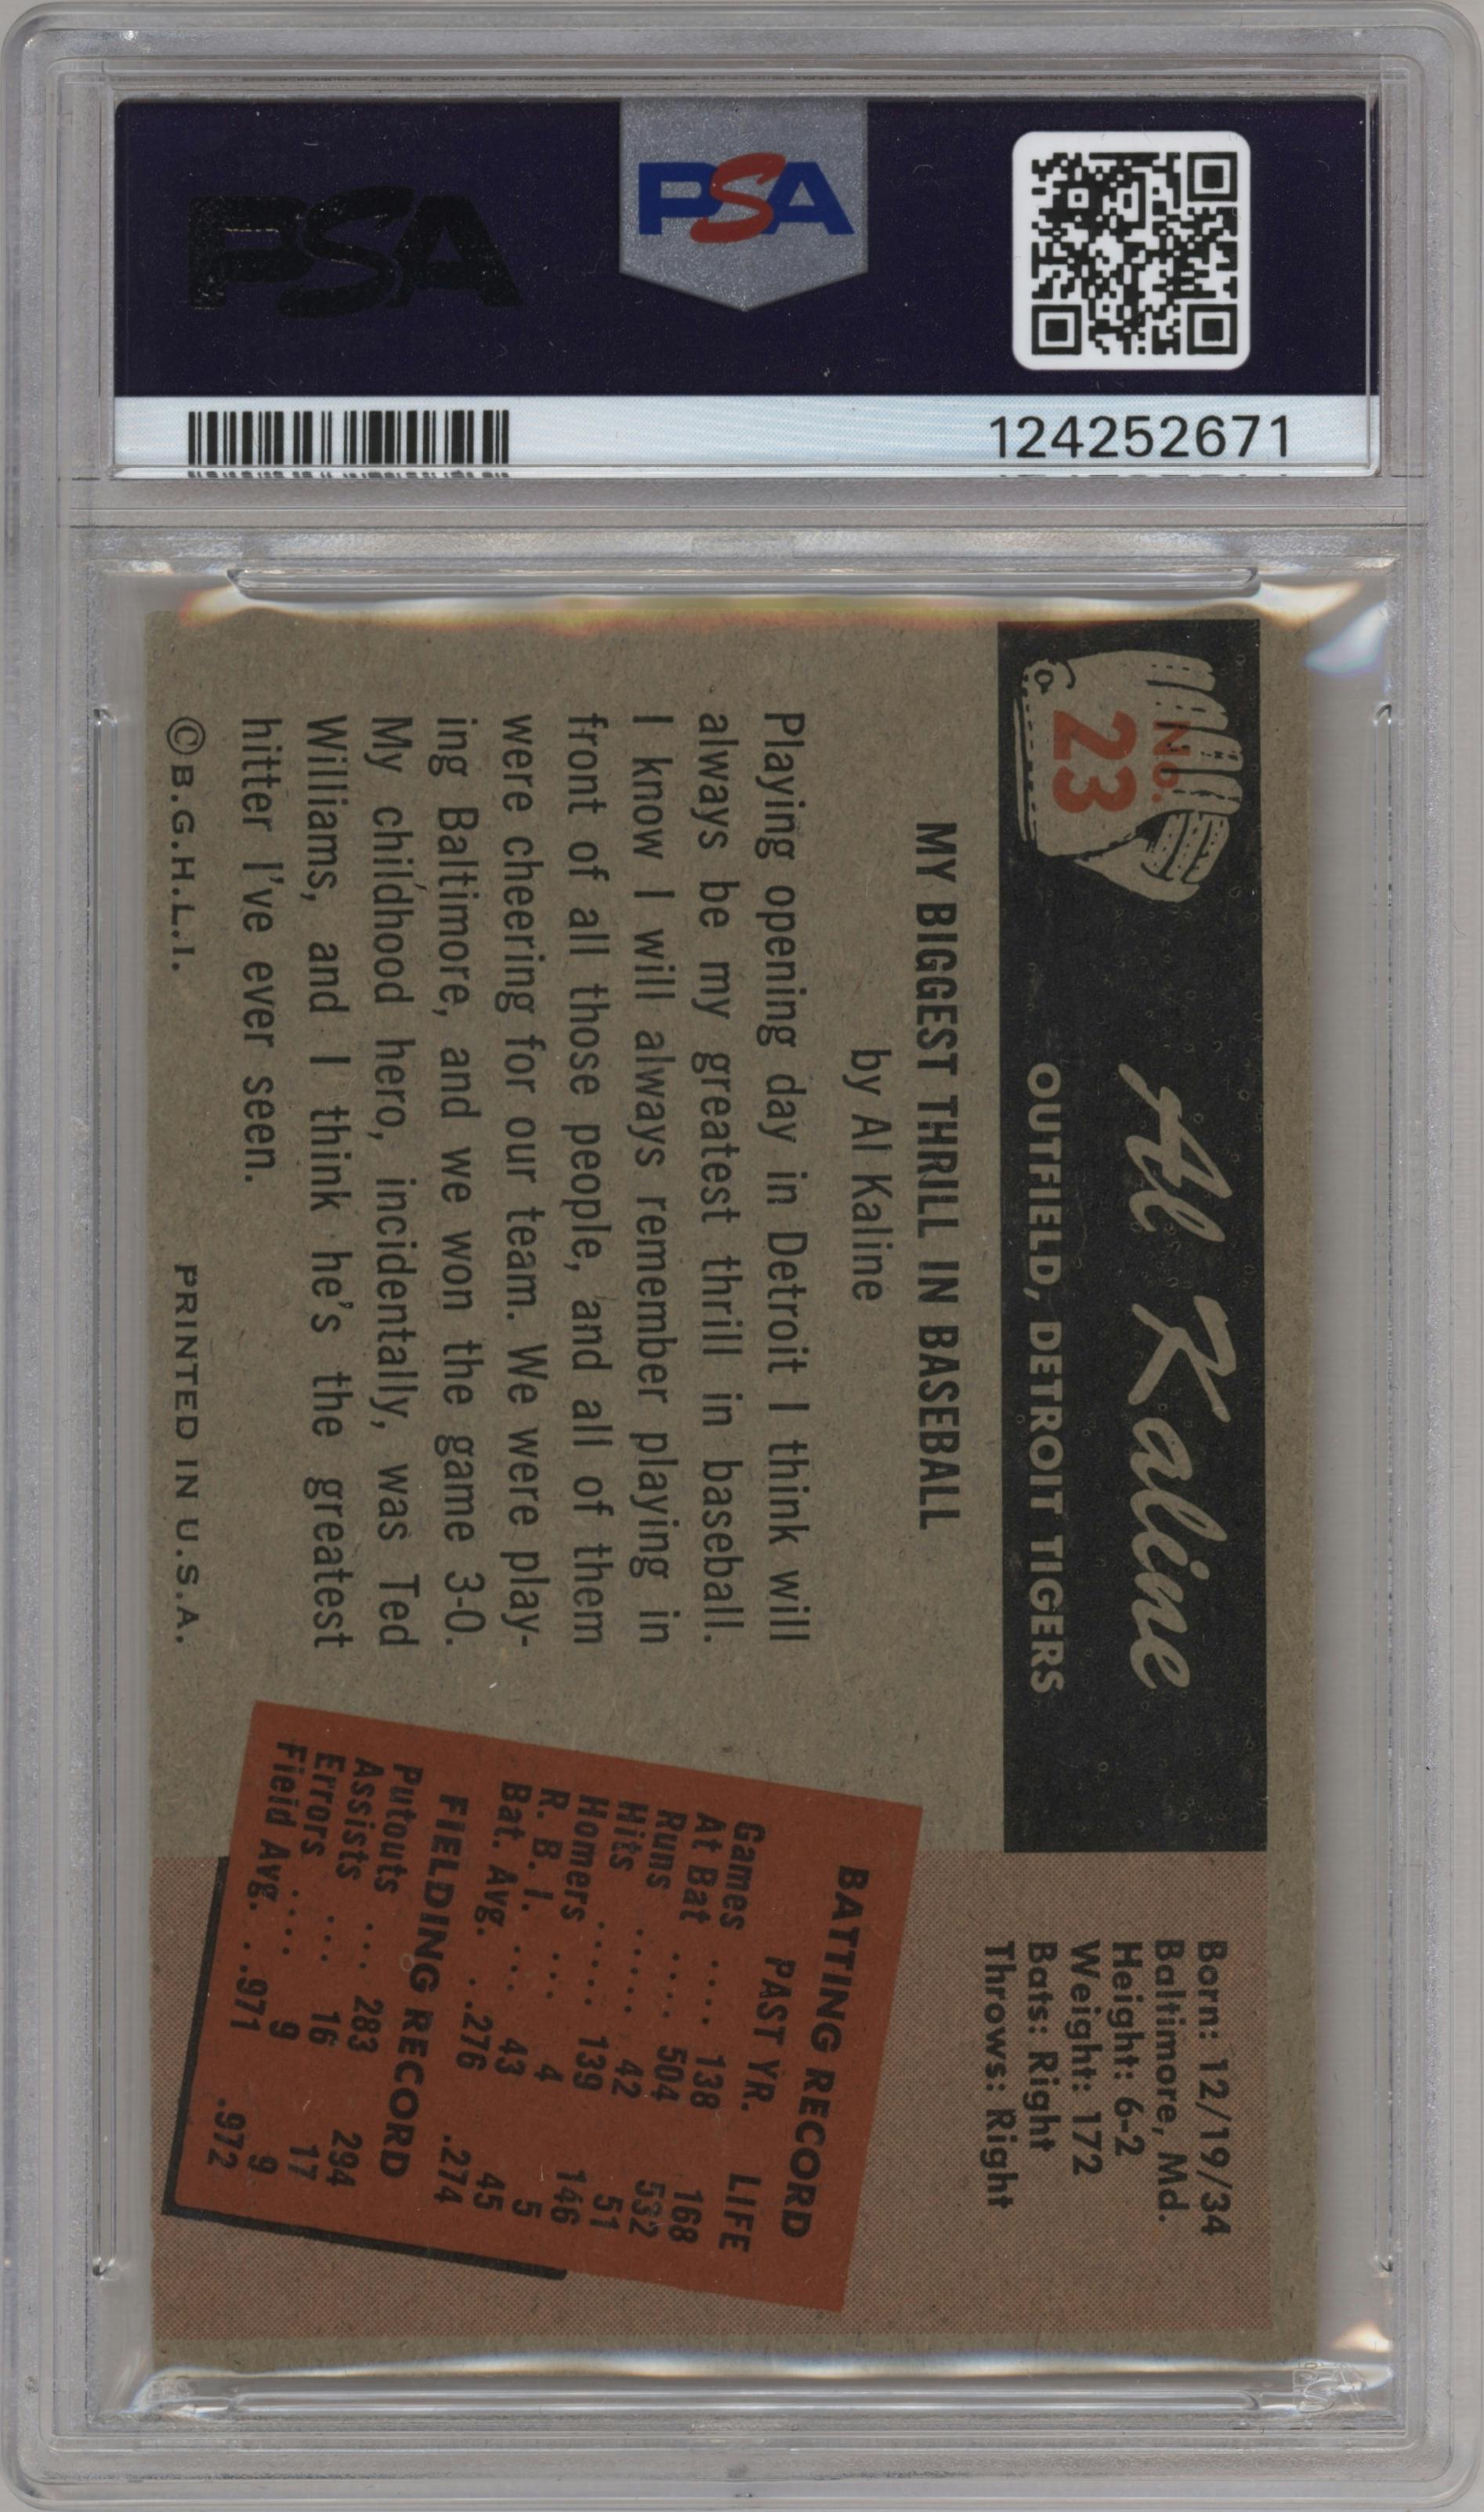 PSA
PSA
124252671
No.
23
Al Kaline
OUTFIELD, DETROIT TIGERS
Born: 12/19/34
Baltimore, Md.
Height: 6-2
Weight: 172
Bats: Right
Throws: Right
MY BIGGEST THRILL IN BASEBALL
by Al Kaline
Playing opening day in Detroit I think will
always be my greatest thrill in baseball.
I know I will always remember playing in
front of all those people, and all of them
were cheering for our team. We were play-
ing Baltimore, and we won the game 3-0.
My childhood hero, incidentally, was Ted
Williams, and I think he's the greatest
hitter I've ever seen.
©B.G.H.L.I.
PRINTED IN U.S.A.
BATTING RECORD
PAST YR. LIFE
Games .... 138 168
At Bat .... 504 532
Runs ..... 42 51
Hits ..... 139 146
Homers ... 4 5
R. B. I. ... 43 45
Bat. Avg. . .276 .274
FIELDING RECORD
Putouts ... 283 294
Assists ... 16 17
Errors .... 9 9
Field Avg. . .971 .972